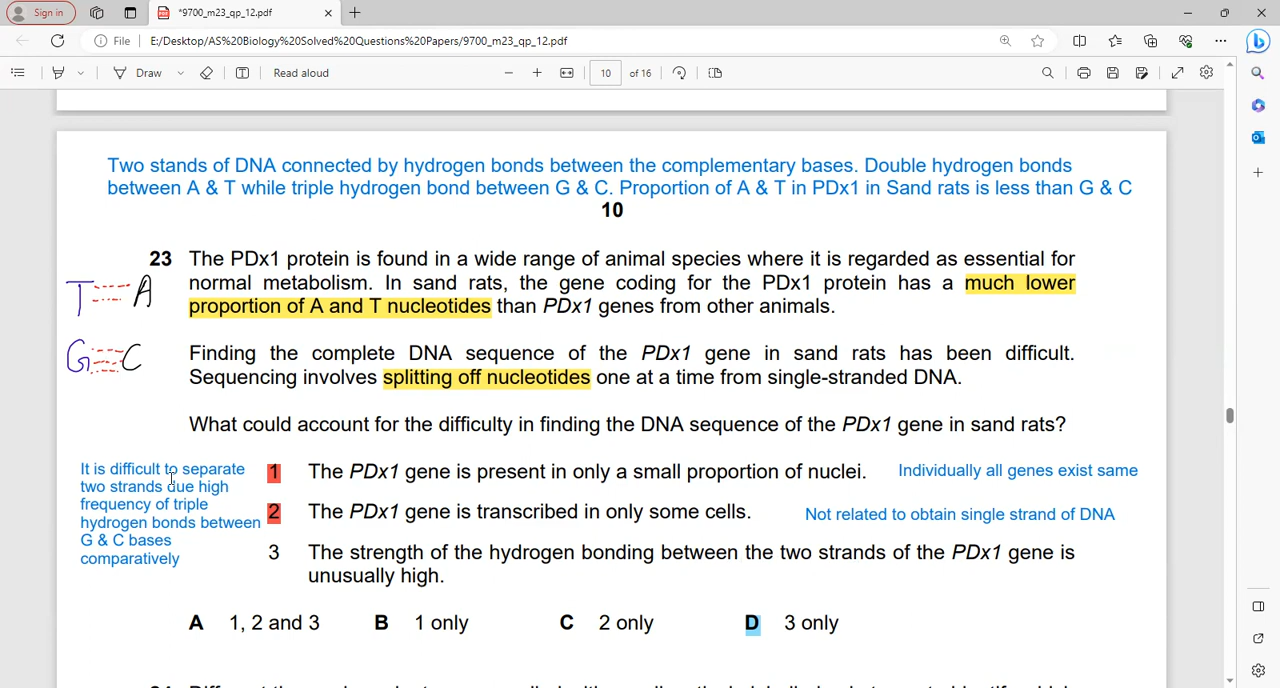 Sign in
*9700_m23_qp_12.pdf
File | E:/Desktop/AS%20Biology%20Solved%20Questions%20Papers/9700_m23_qp_12.pdf
Draw
Read aloud
10
of 16
Two stands of DNA connected by hydrogen bonds between the complementary bases. Double hydrogen bonds
between A & T while triple hydrogen bond between G & C. Proportion of A & T in PDx1 in Sand rats is less than G & C
10
23 The PDx1 protein is found in a wide range of animal species where it is regarded as essential for
normal metabolism. In sand rats, the gene coding for the PDx1 protein has a much lower
proportion of A and T nucleotides than PDx1 genes from other animals.
T A
G C
Finding the complete DNA sequence of the PDx1 gene in sand rats has been difficult.
Sequencing involves splitting off nucleotides one at a time from single-stranded DNA.
What could account for the difficulty in finding the DNA sequence of the PDx1 gene in sand rats?
It is difficult to separate
two strands due high
frequency of triple
hydrogen bonds between
G & C bases
comparatively
1 The PDx1 gene is present in only a small proportion of nuclei. Individually all genes exist same
2 The PDx1 gene is transcribed in only some cells. Not related to obtain single strand of DNA
3 The strength of the hydrogen bonding between the two strands of the PDx1 gene is
unusually high.
A 1, 2 and 3 B 1 only C 2 only D 3 only